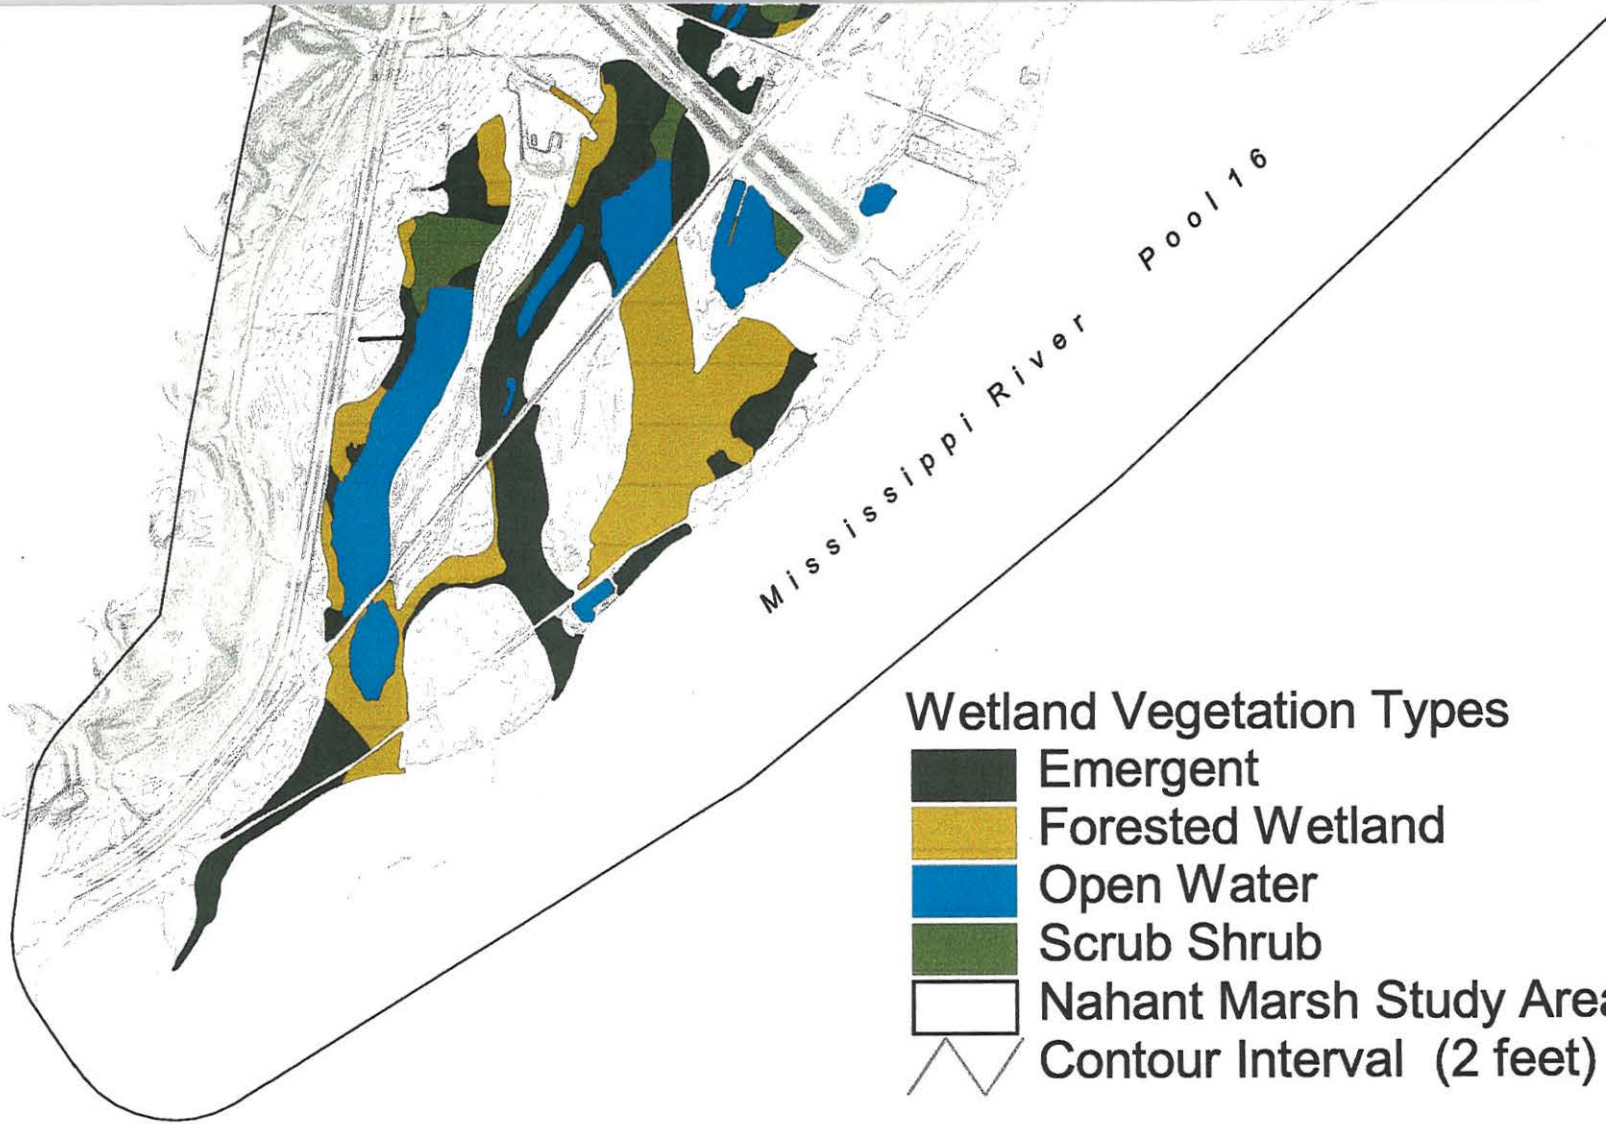 Mississippi River Pool 16
Wetland Vegetation Types
Emergent
Forested Wetland
Open Water
Scrub Shrub
Nahant Marsh Study Area
Contour Interval (2 feet)